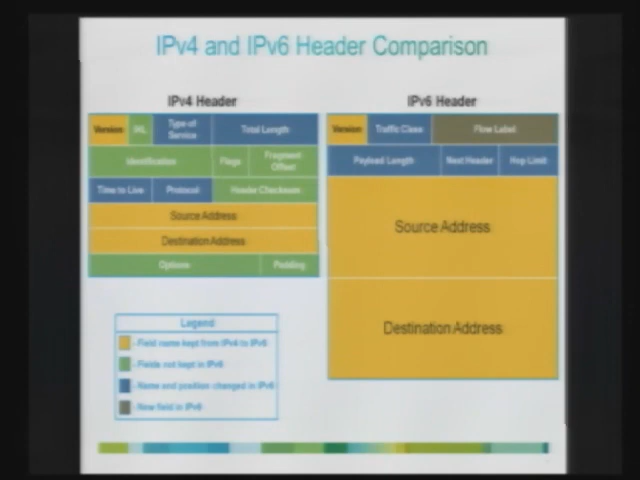 IPv4 and IPv6 Header Comparison
IPv4 Header
Version IHL Type of Service Total Length
Identification Flags Fragment Offset
Time to Live Protocol Header Checksum
Source Address
Destination Address
Options Padding
IPv6 Header
Version Traffic Class Flow Label
Payload Length Next Header Hop Limit
Source Address
Destination Address
Legend
- Field name kept from IPv4 to IPv6
- Fields not kept in IPv6
- Name and position changed in IPv6
- New field in IPv6